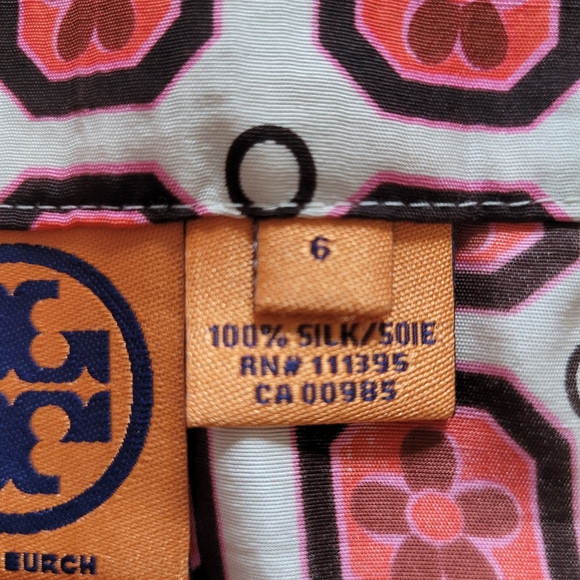 6
100% SILK/SOIE
RN# 111395
CA 00985
BURCH